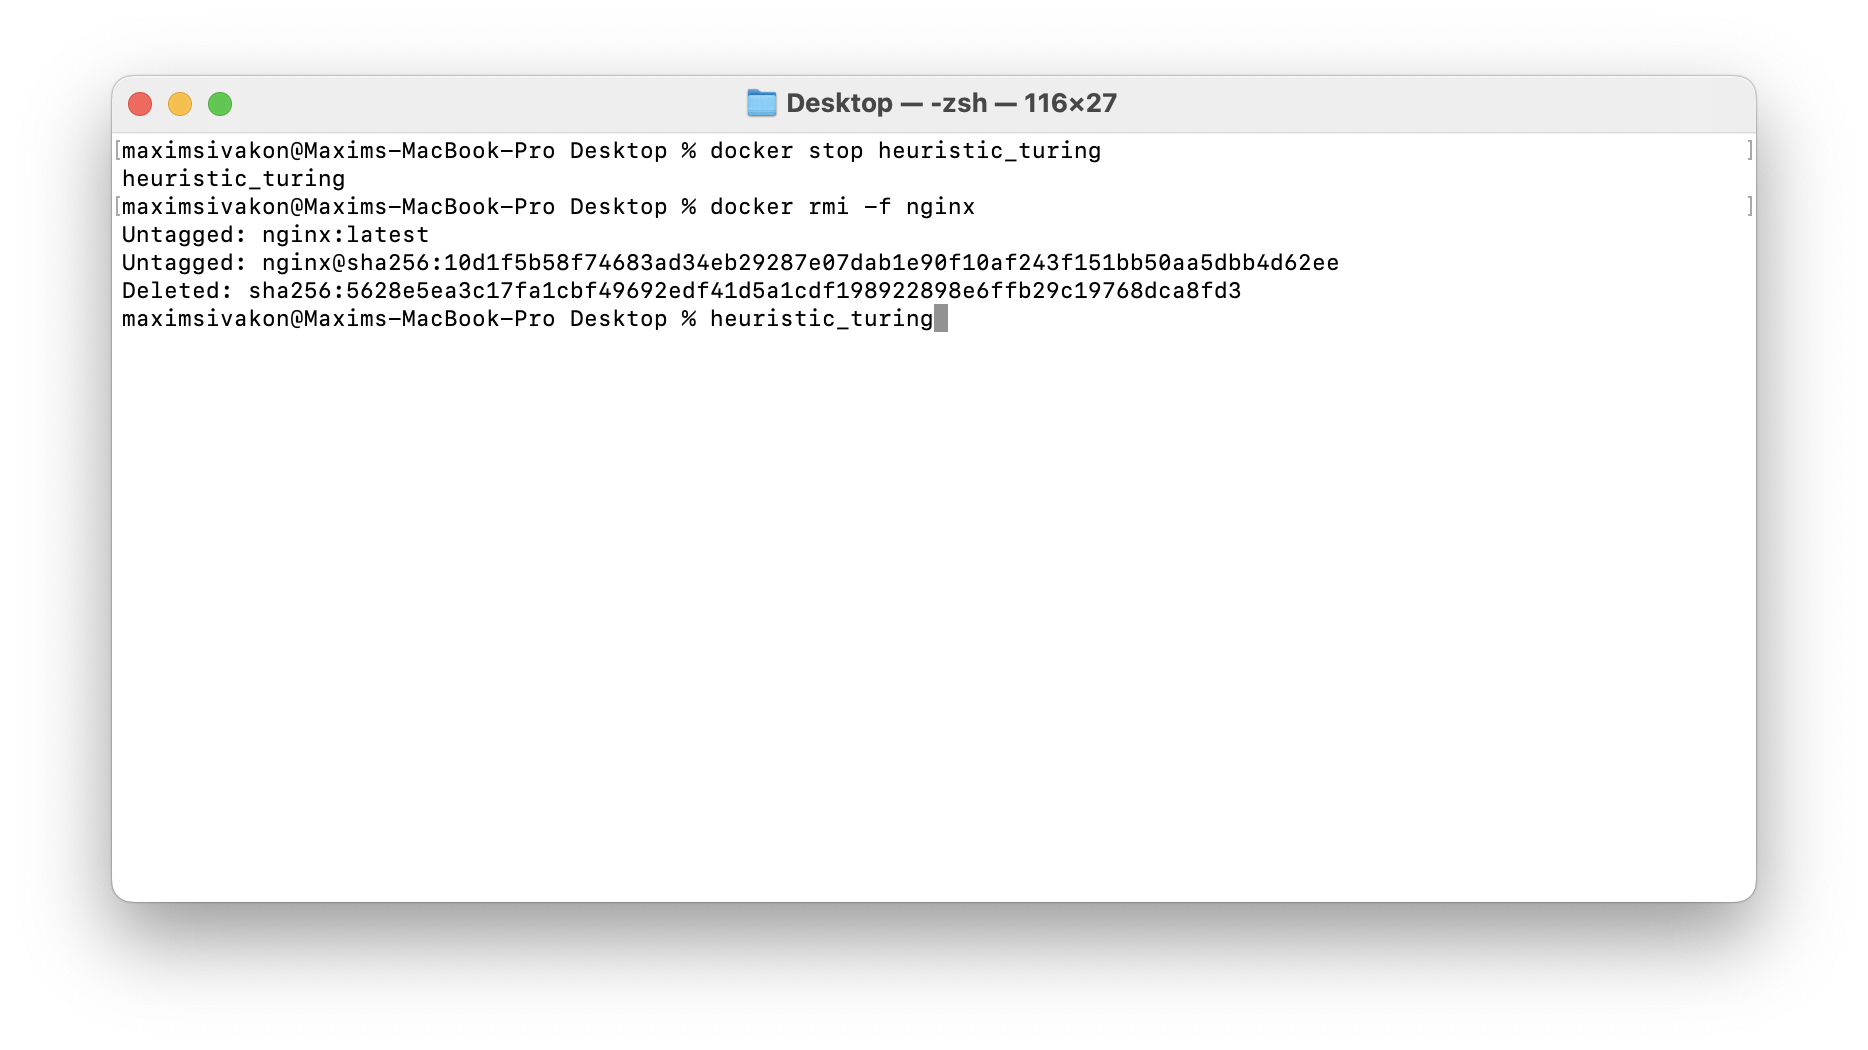 Desktop — -zsh — 116×27
[maximsivakon@Maxims-MacBook-Pro Desktop % docker stop heuristic_turing ]
heuristic_turing
[maximsivakon@Maxims-MacBook-Pro Desktop % docker rmi -f nginx ]
Untagged: nginx:latest
Untagged: nginx@sha256:10d1f5b58f74683ad34eb29287e07dab1e90f10af243f151bb50aa5dbb4d62ee
Deleted: sha256:5628e5ea3c17fa1cbf49692edf41d5a1cdf198922898e6ffb29c19768dca8fd3
maximsivakon@Maxims-MacBook-Pro Desktop % heuristic_turing